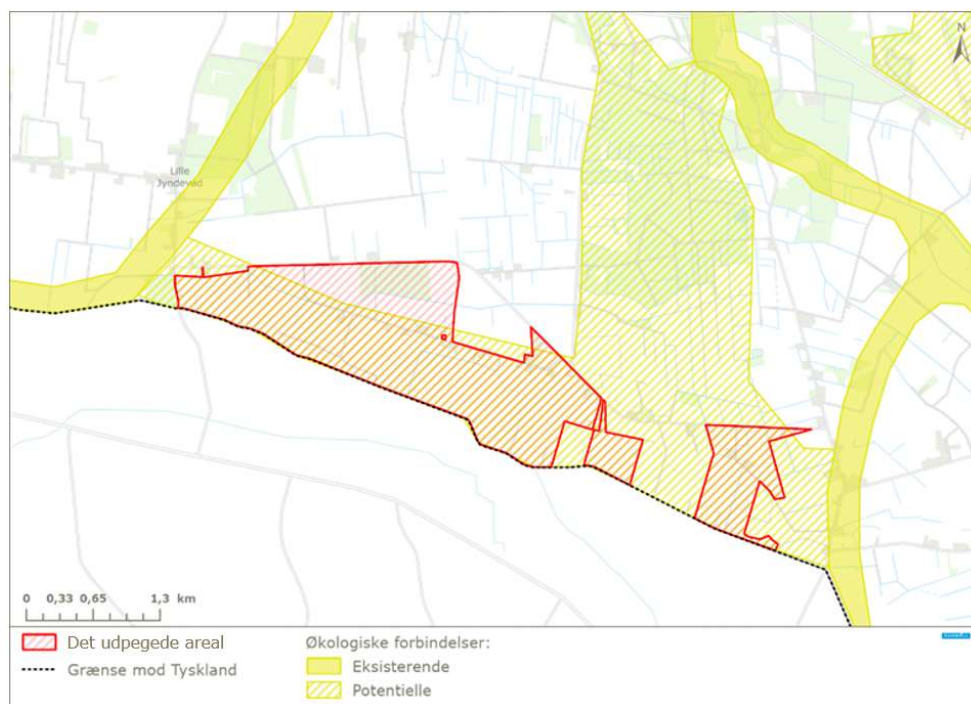 N
Lille
Jyndevad
0 0,33 0,65 1,3 km
Det udpegede areal
Grænse mod Tyskland
Økologiske forbindelser:
Eksisterende
Potentielle